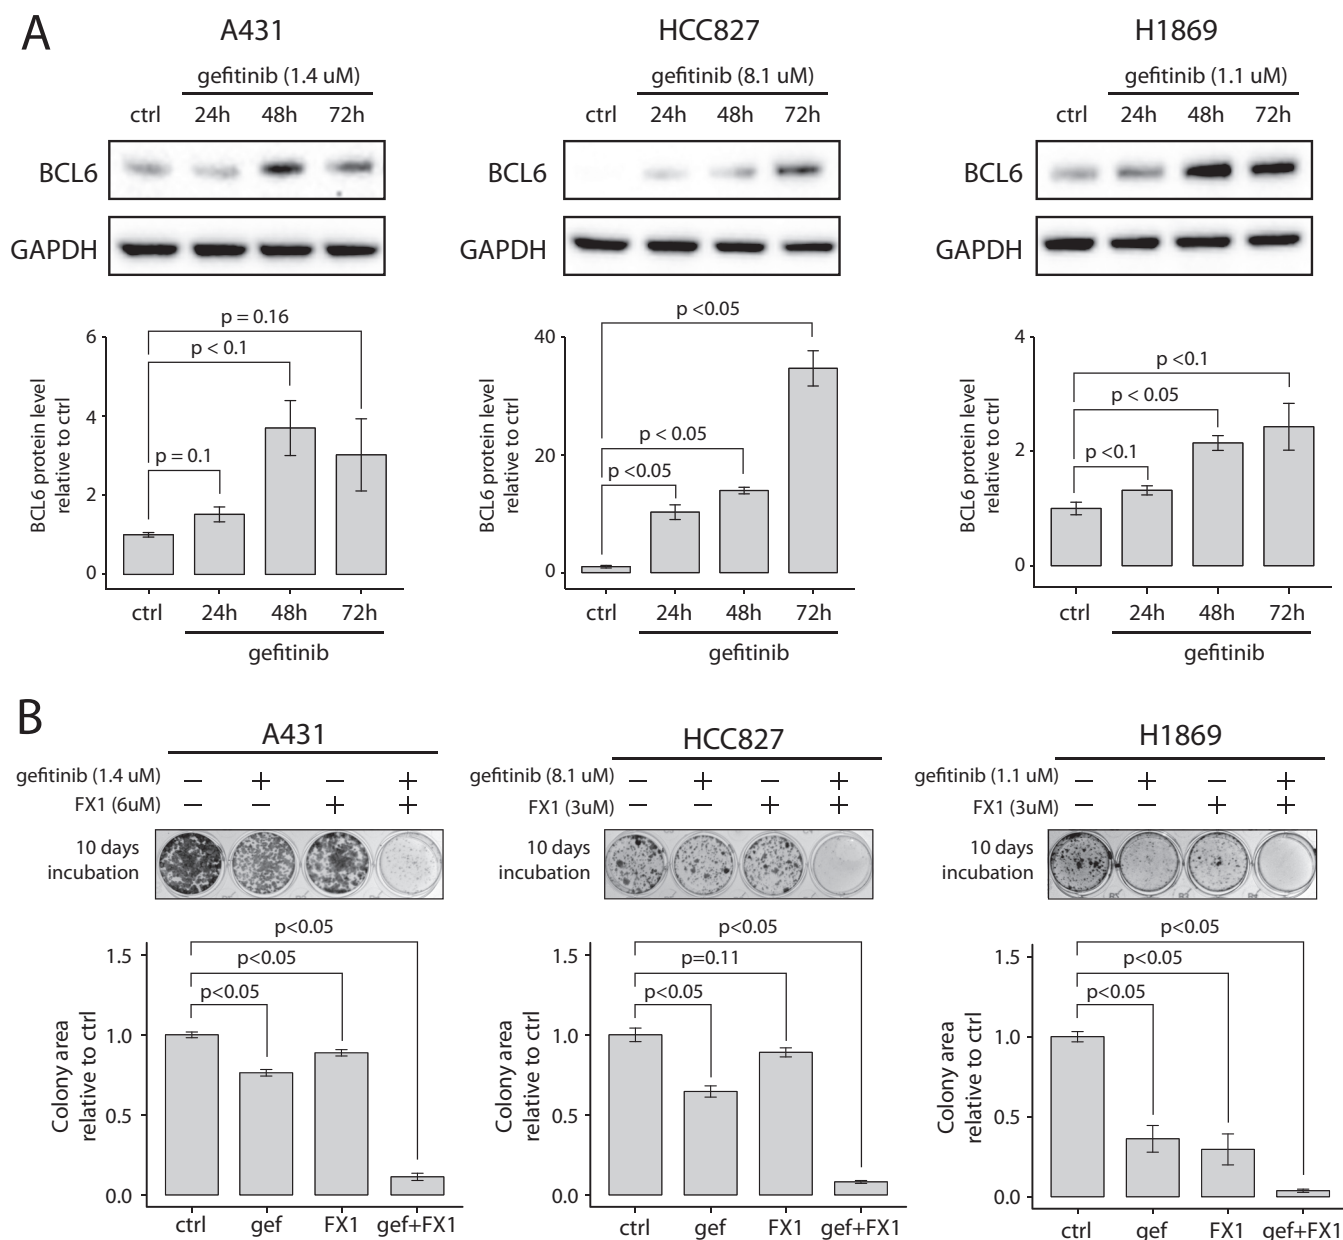 A
A431
gefitinib (1.4 uM)
ctrl 24h 48h 72h
BCL6
GAPDH
HCC827
gefitinib (8.1 uM)
ctrl 24h 48h 72h
BCL6
GAPDH
H1869
gefitinib (1.1 uM)
ctrl 24h 48h 72h
BCL6
GAPDH
BCL6 protein level
relative to ctrl
6
4
2
0
p = 0.16
p < 0.1
p = 0.1
ctrl 24h 48h 72h
gefitinib
BCL6 protein level
relative to ctrl
40
20
0
p <0.05
p < 0.05
p <0.05
ctrl 24h 48h 72h
gefitinib
BCL6 protein level
relative to ctrl
4
2
0
p <0.1
p < 0.05
p <0.1
ctrl 24h 48h 72h
gefitinib
B
A431
gefitinib (1.4 uM) − + − +
FX1 (6uM) − − + +
10 days
incubation
HCC827
gefitinib (8.1 uM) − + − +
FX1 (3uM) − − + +
10 days
incubation
H1869
gefitinib (1.1 uM) − + − +
FX1 (3uM) − − + +
10 days
incubation
Colony area
relative to ctrl
1.5
1.0
0.5
0.0
p<0.05
p<0.05
p<0.05
ctrl gef FX1 gef+FX1
Colony area
relative to ctrl
1.5
1.0
0.5
0.0
p<0.05
p=0.11
p<0.05
ctrl gef FX1 gef+FX1
Colony area
relative to ctrl
1.5
1.0
0.5
0.0
p<0.05
p<0.05
p<0.05
ctrl gef FX1 gef+FX1